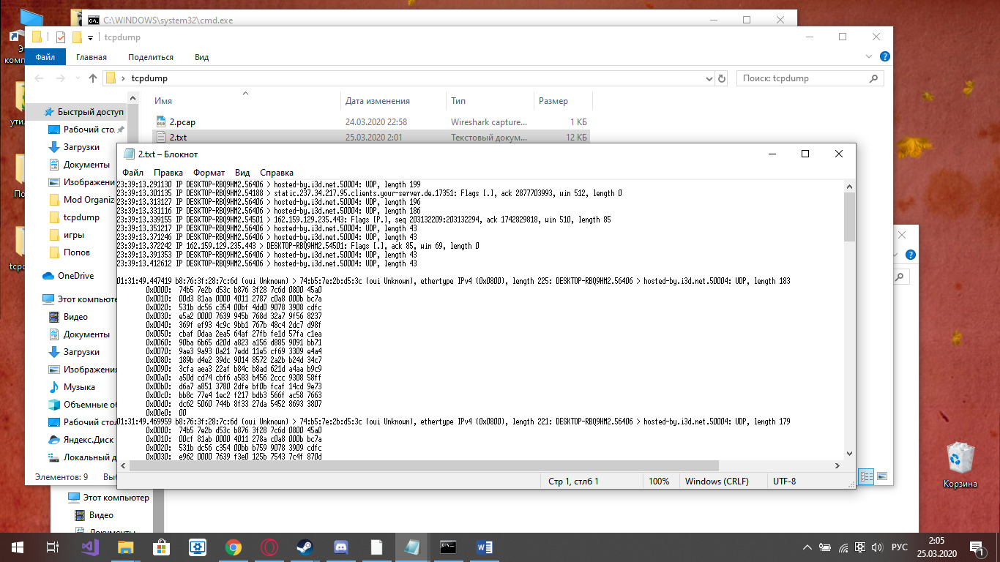 C:\WINDOWS\system32\cmd.exe
tcpdump
Файл Главная Поделиться Вид
tcpdump
Поиск: tcpdump
Имя Дата изменения Тип Размер
2.pcap 24.03.2020 22:58 Wireshark capture... 1 КБ
2.txt 25.03.2020 2:01 Текстовый докум... 12 КБ
Быстрый доступ
Рабочий сто.
Загрузки
Документы
Изображени
Mod Organiz
tcpdump
игры
Попов
OneDrive
Этот компьюте
Видео
Документы
Загрузки
Изображения
Музыка
Объемные об
Рабочий стол
Яндекс.Диск
Локальный д
Элементов: 9
2.txt – Блокнот
Файл Правка Формат Вид Справка
23:39:13.291130 IP DESKTOP-RBQ9HM2.56406 > hosted-by.i3d.net.50004: UDP, length 199
23:39:13.301135 IP DESKTOP-RBQ9HM2.54188 > static.237.34.217.95.clients.your-server.de.17351: Flags [.], ack 2877703993, win 512, length 0
23:39:13.313127 IP DESKTOP-RBQ9HM2.56406 > hosted-by.i3d.net.50004: UDP, length 196
23:39:13.331116 IP DESKTOP-RBQ9HM2.56406 > hosted-by.i3d.net.50004: UDP, length 186
23:39:13.339155 IP DESKTOP-RBQ9HM2.54501 > 162.159.129.235.443: Flags [P.], seq 203132209:203132294, ack 1742829818, win 510, length 85
23:39:13.351217 IP DESKTOP-RBQ9HM2.56406 > hosted-by.i3d.net.50004: UDP, length 43
23:39:13.371246 IP DESKTOP-RBQ9HM2.56406 > hosted-by.i3d.net.50004: UDP, length 43
23:39:13.372242 IP 162.159.129.235.443 > DESKTOP-RBQ9HM2.54501: Flags [.], ack 85, win 69, length 0
23:39:13.391353 IP DESKTOP-RBQ9HM2.56406 > hosted-by.i3d.net.50004: UDP, length 43
23:39:13.412612 IP DESKTOP-RBQ9HM2.56406 > hosted-by.i3d.net.50004: UDP, length 43
01:31:49.447419 b8:76:3f:28:7c:6d (oui Unknown) > 74:b5:7e:2b:d5:3c (oui Unknown), ethertype IPv4 (0x0800), length 225: DESKTOP-RBQ9HM2.56406 > hosted-by.i3d.net.50004: UDP, length 183
0x0000: 74b5 7e2b d53c b876 3f28 7c6d 0800 45a0
0x0010: 00d3 81aa 0000 4011 2787 c0a8 000b bc7a
0x0020: 531b dc56 c354 00bf 4dd0 9078 3908 cdfc
0x0030: e5a2 0000 7639 945b 768d 32a7 9f56 8237
0x0040: 369f ef93 4c9c 9bb1 767b 48c4 2dc7 d98f
0x0050: cbaf 0daa 2ea5 64af 27fb fe1d 57fa c1ea
0x0060: 90ba 6b65 d20d a823 a156 d885 9091 bb71
0x0070: 9ae3 9a93 0a21 7edd 11e5 cf69 3309 e4a4
0x0080: 189b d4e2 39dc 9014 8572 2a2b b24d 34c7
0x0090: 3cfa aea3 22af b84c b8ad 621d a4aa b9c9
0x00a0: a50d cd74 cbf6 a583 b456 2ccc 9308 58ff
0x00b0: d6a7 a851 3780 2dfe bf0b fcaf 14cd 9e73
0x00c0: bb8c 77e4 1ec2 f217 bdb3 566f ac58 7663
0x00d0: dc62 5060 744b 8f33 27da 5452 8693 3807
0x00e0: 00
01:31:49.469959 b8:76:3f:28:7c:6d (oui Unknown) > 74:b5:7e:2b:d5:3c (oui Unknown), ethertype IPv4 (0x0800), length 221: DESKTOP-RBQ9HM2.56406 > hosted-by.i3d.net.50004: UDP, length 179
0x0000: 74b5 7e2b d53c b876 3f28 7c6d 0800 45a0
0x0010: 00cf 81ab 0000 4011 278a c0a8 000b bc7a
0x0020: 531b dc56 c354 00bb b759 9078 3909 cdfc
0x0030: e962 0000 7639 f3e0 125b 7543 7c4f 870d
Стр 1, стлб 1 100% Windows (CRLF) UTF-8
Этот компьютер
Видео
Корзина
РУС
2:05
25.03.2020
1